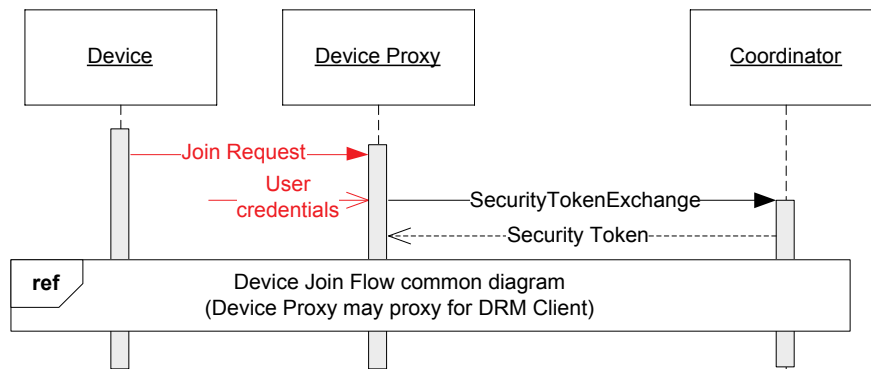 Device
Device Proxy
Coordinator
Join Request
User
credentials
SecurityTokenExchange
Security Token
ref
Device Join Flow common diagram
(Device Proxy may proxy for DRM Client)